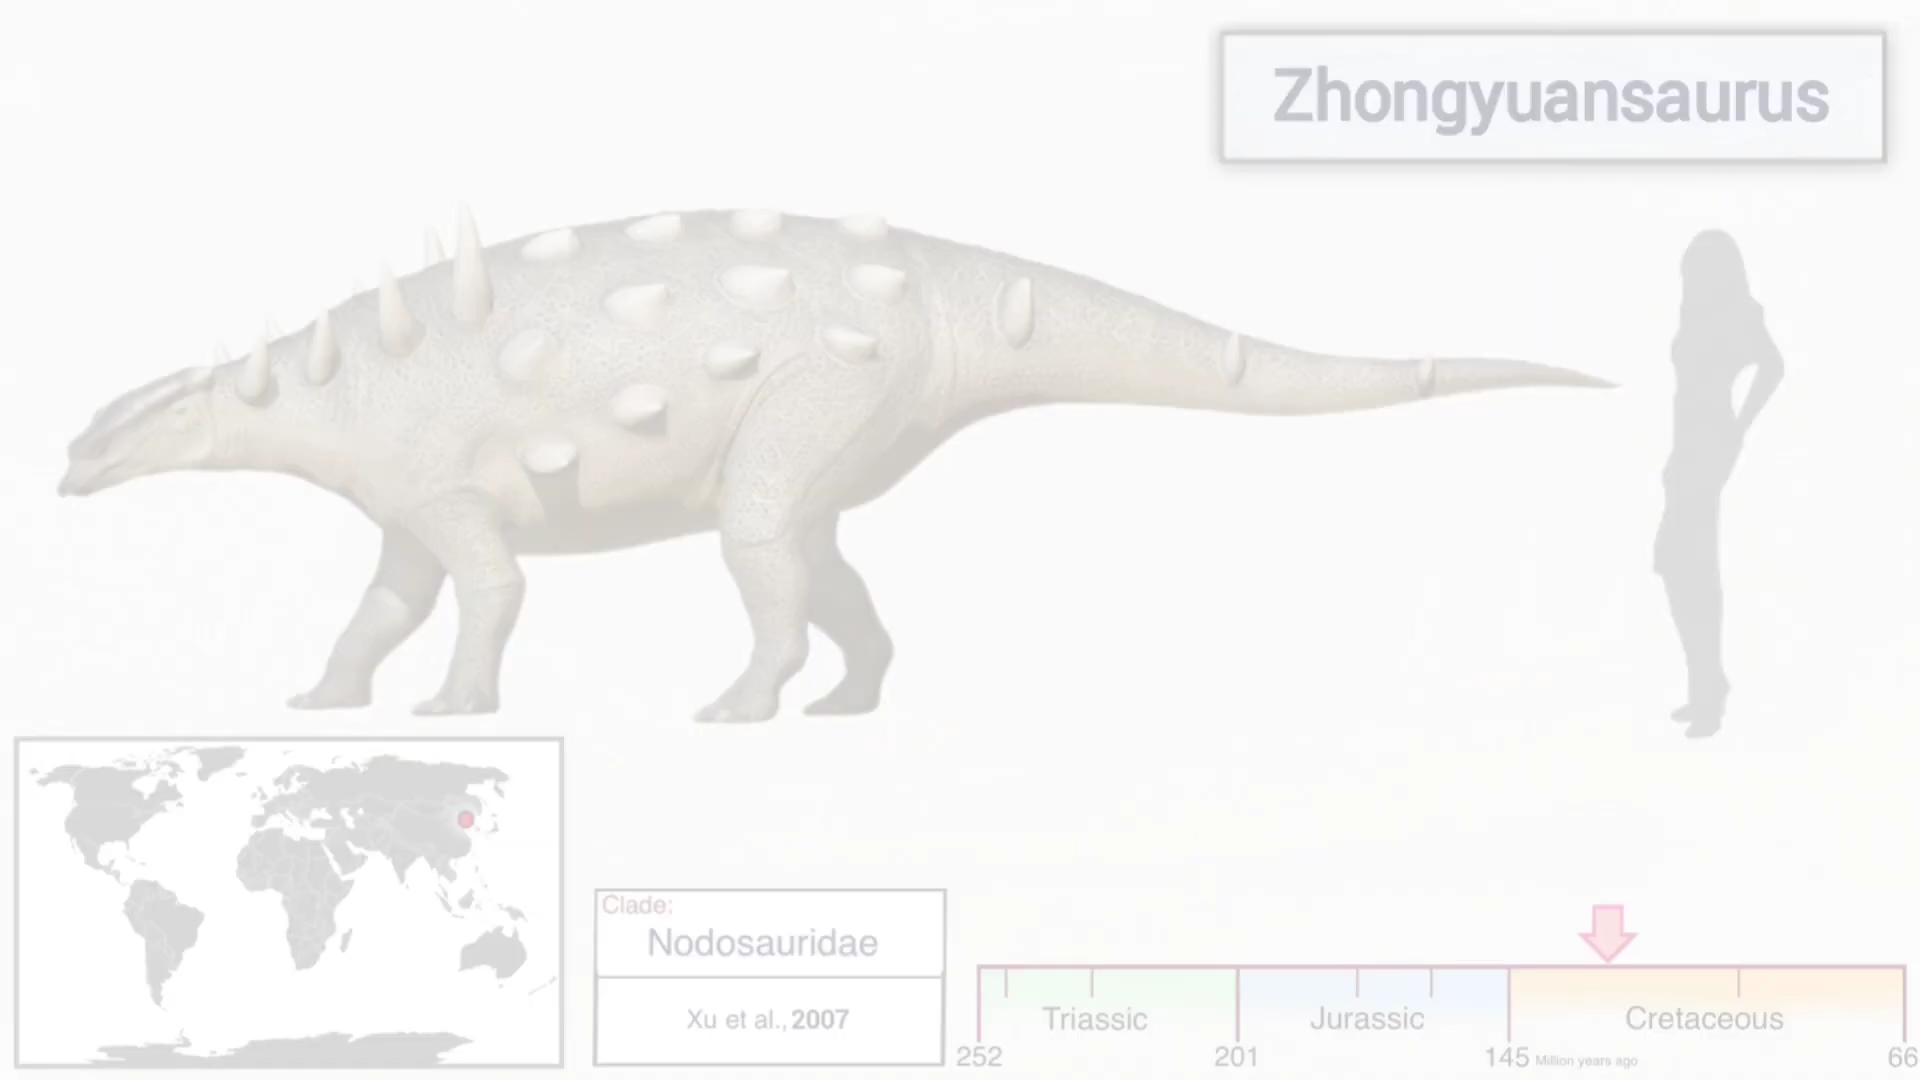 Zhongyuansaurus
Clade:
Nodosauridae
Xu et al., 2007
Triassic
Jurassic
Cretaceous
252
201
145 Million years ago
66